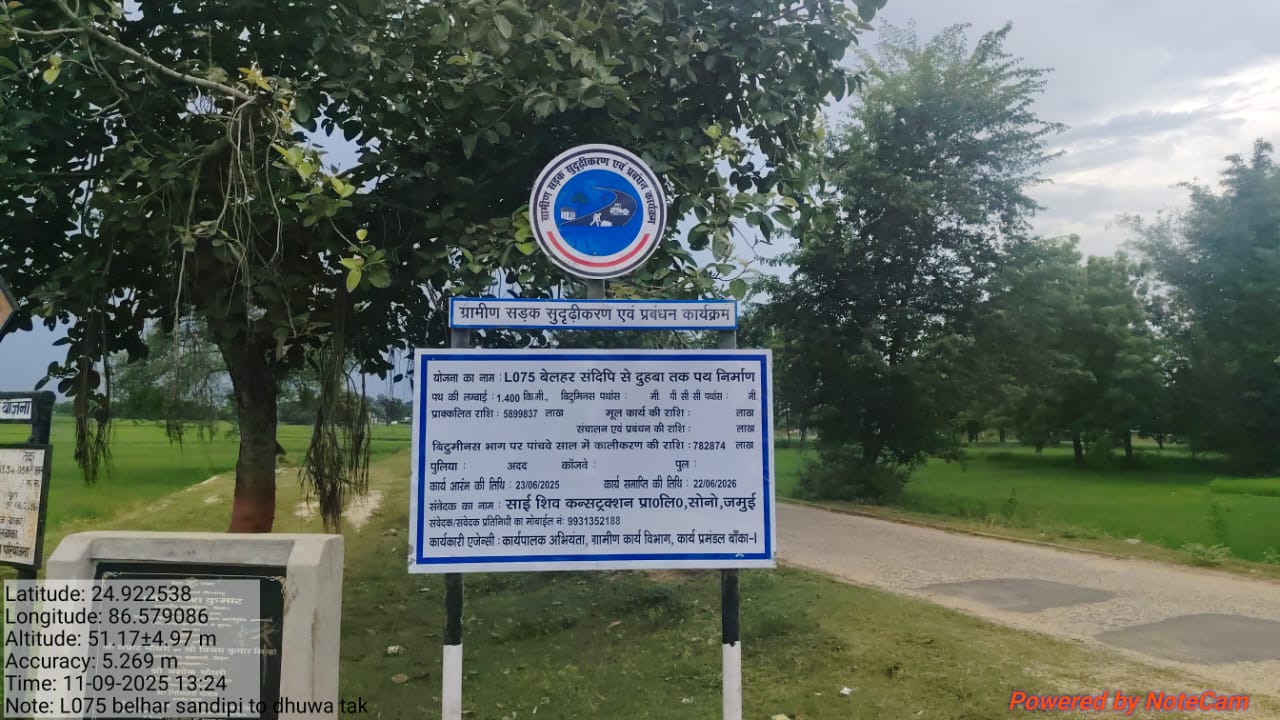 ग्रामीण सड़क सुदृढ़ीकरण एवं प्रबंधन कार्यक्रम
ग्रामीण सड़क सुदृढ़ीकरण एवं प्रबंधन कार्यक्रम
योजना का नाम : L075 बेलहर संदिपि से दुहबा तक पथ निर्माण
पथ की लम्बाई : 1.400 कि.मी., बिटुमिनस पथांस : मी. पी सी सी पथांस : मी.
प्राक्कलित राशि : 5899837 लाख मूल कार्य की राशि : लाख
संचालन एवं प्रबंधन की राशि : लाख
बिटुमीनस भाग पर पांचवे साल में कालीकरण की राशि : 782874 लाख
पुलिया : अदद कॉजवे : पुल :
कार्य आरंभ की तिथि : 23/06/2025 कार्य समाप्ति की तिथि : 22/06/2026
संवेदक का नाम : साई शिव कन्सट्रक्शन प्रा0लि0,सोनो,जमुई
संवेदक/संवेदक प्रतिनिधी का मोबाईल नं: 9931352188
कार्यकारी एजेन्सी : कार्यपालक अभियंता, ग्रामीण कार्य विभाग, कार्य प्रमंडल बाँका-I
योजना
कुमार
श्री विजय कुमार सिन्हा
श्री अशोक चौधरी
Latitude: 24.922538
Longitude: 86.579086
Altitude: 51.17±4.97 m
Accuracy: 5.269 m
Time: 11-09-2025 13:24
Note: L075 belhar sandipi to dhuwa tak
Powered by NoteCam